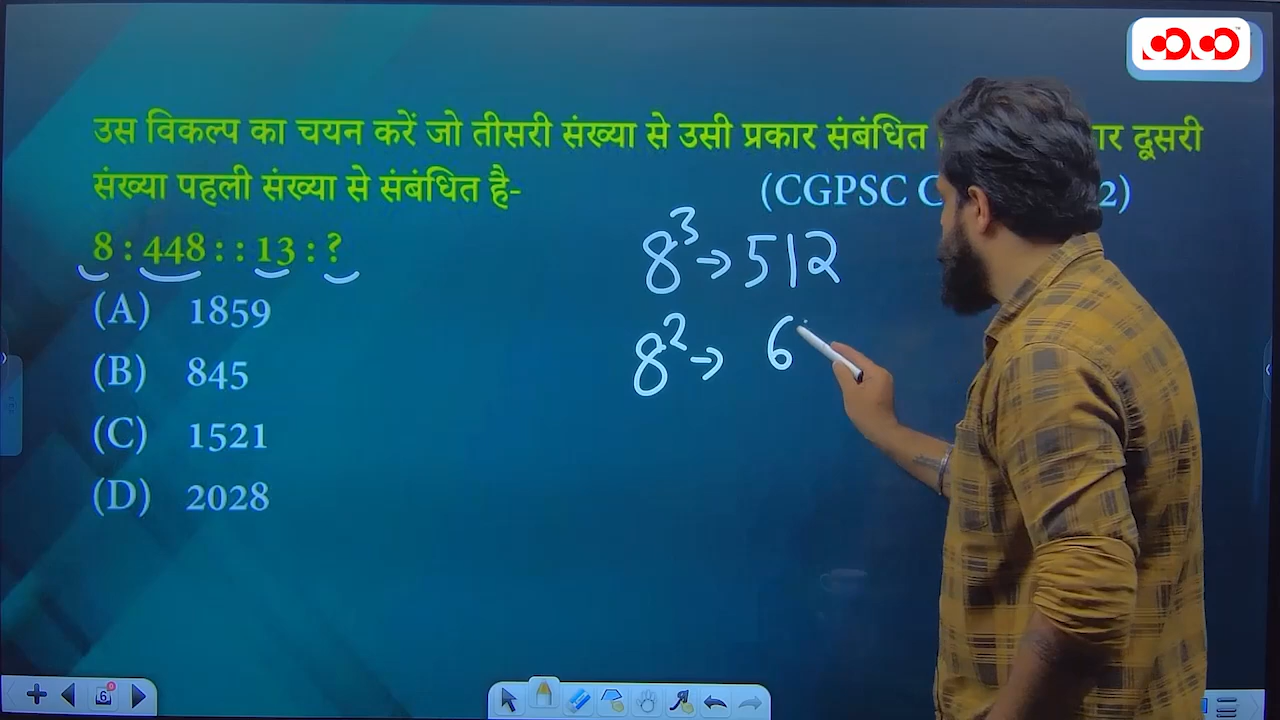 उस विकल्प का चयन करें जो तीसरी संख्या से उसी प्रकार संबंधित दूसरी
संख्या पहली संख्या से संबंधित है- (CGPSC
8 : 448 : : 13 : ?
(A) 1859
(B) 845
(C) 1521
(D) 2028
8³→512
8²→ 6